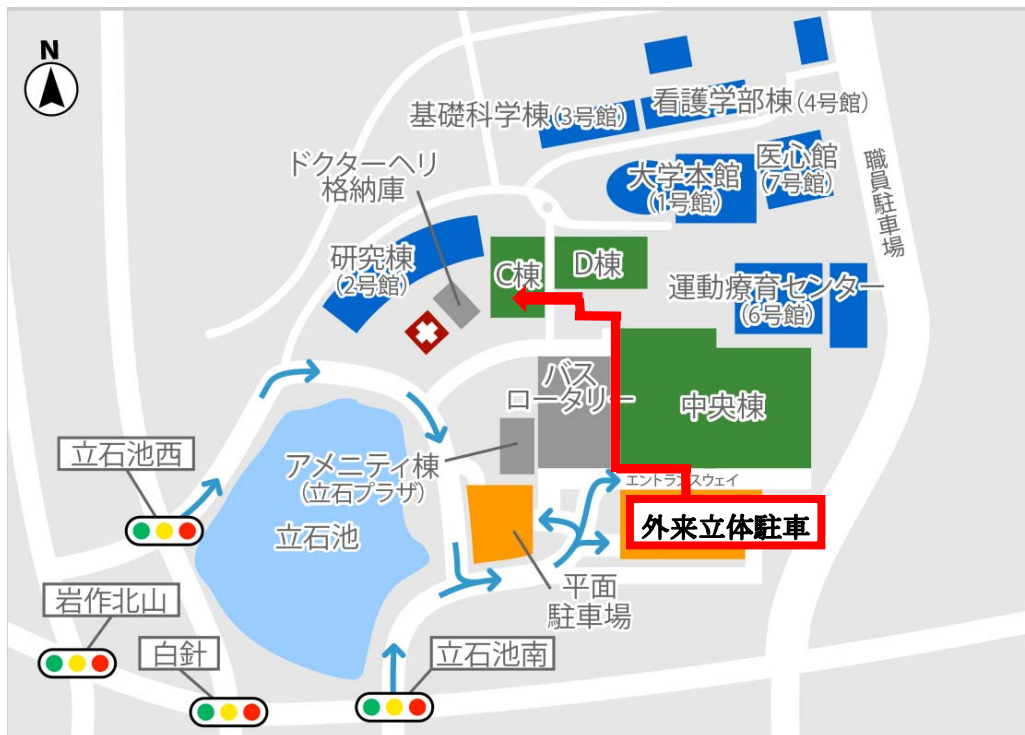 N
基礎科学棟(3号館)
看護学部棟(4号館)
ドクターヘリ
格納庫
大学本館
(1号館)
医心館
(7号館)
職員駐車場
研究棟
(2号館)
C棟
D棟
運動療育センター
(6号館)
バス
ロータリー
中央棟
立石池西
アメニティ棟
(立石プラザ)
エントランスウェイ
立石池
外来立体駐車
平面
駐車場
岩作北山
白針
立石池南